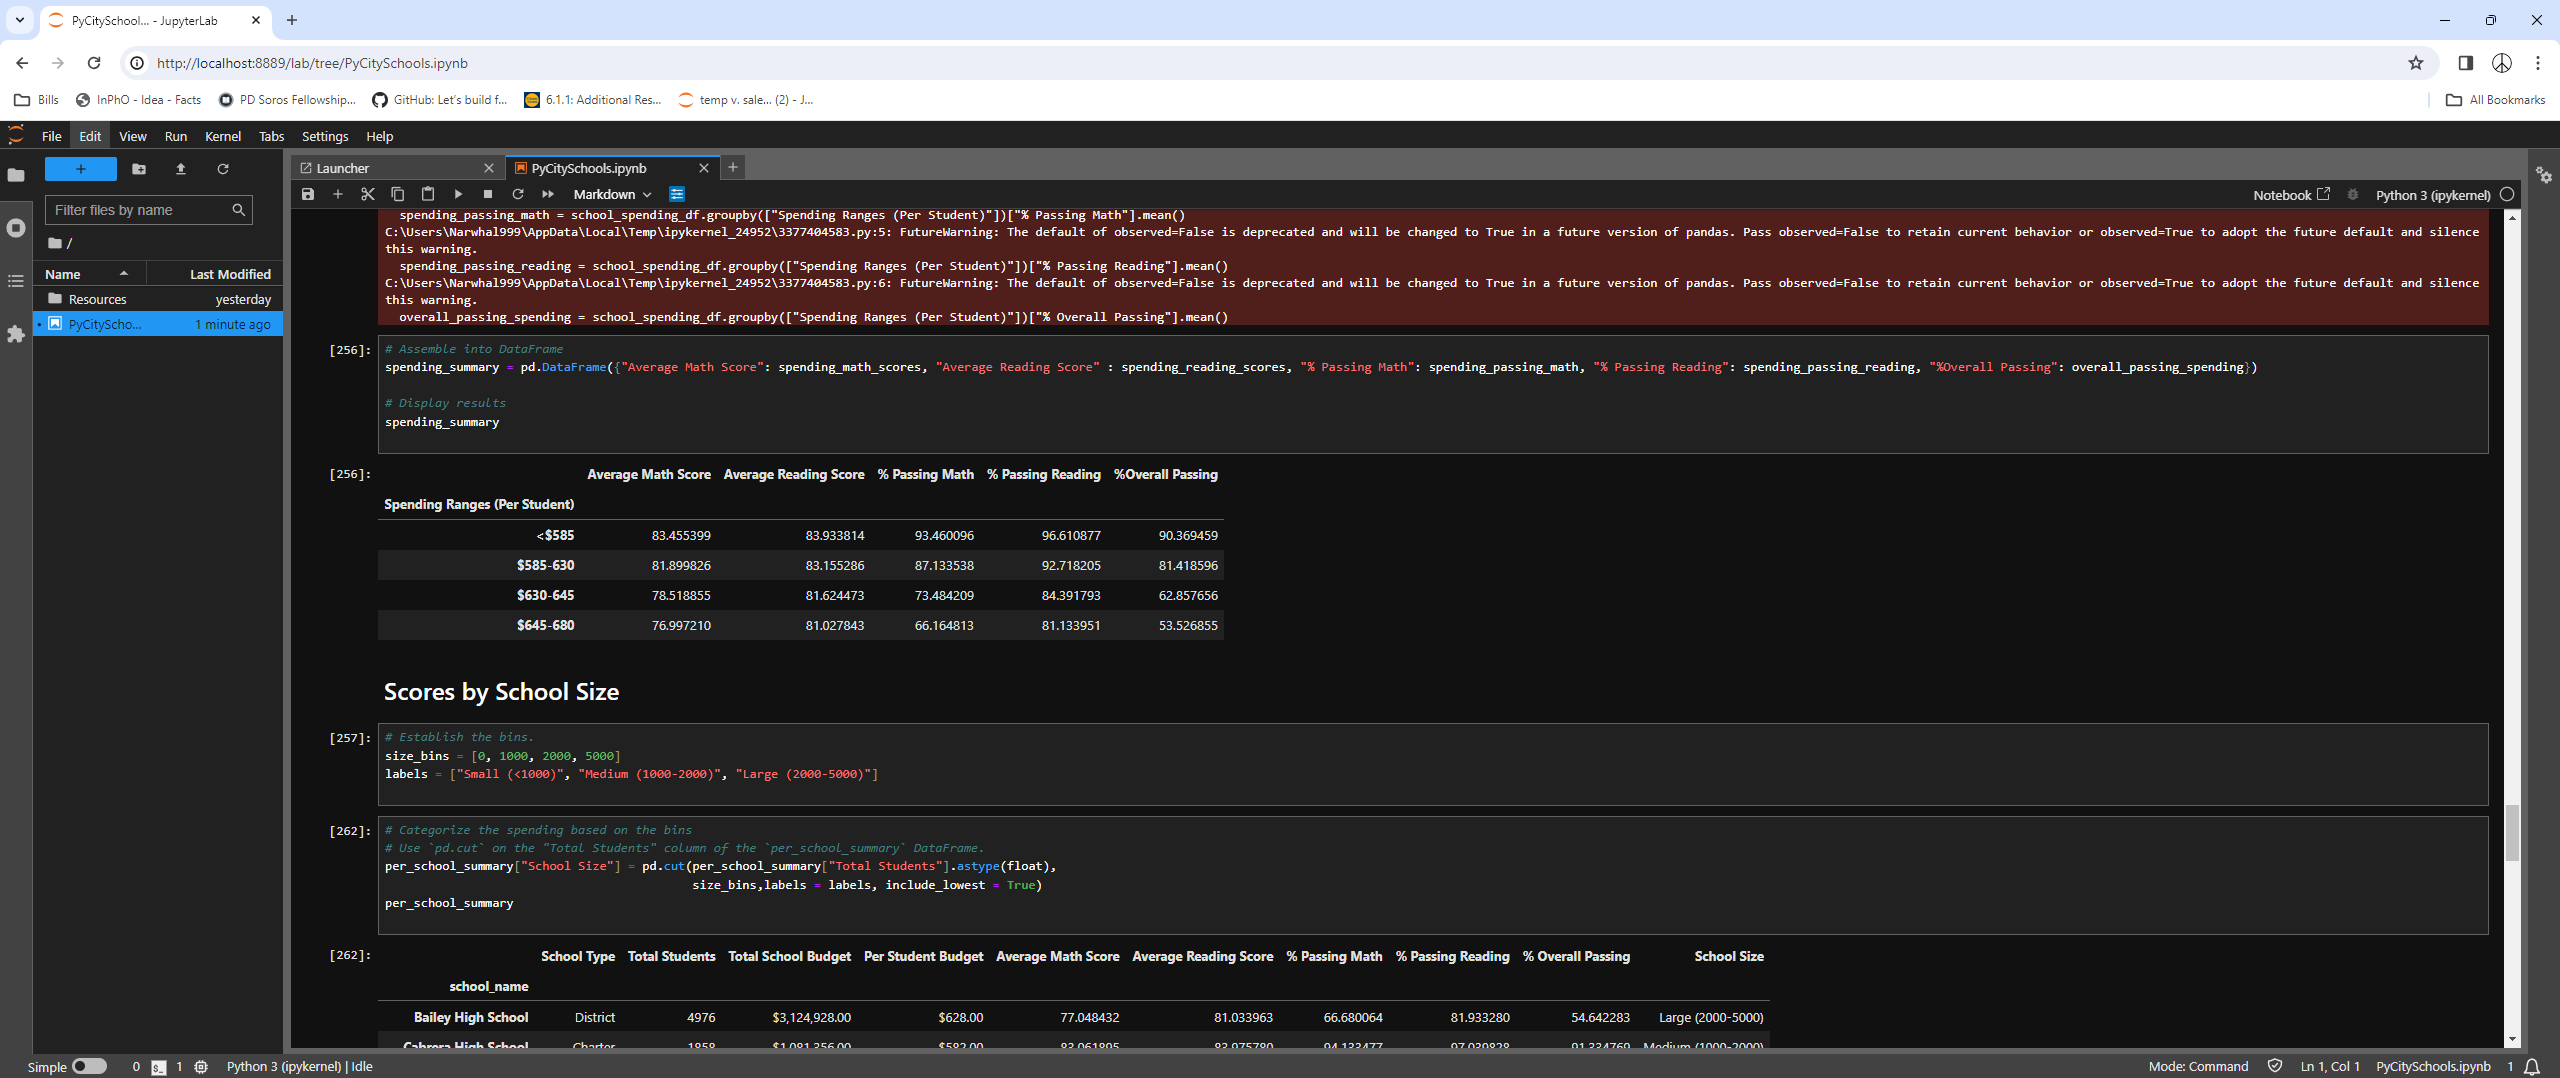 PyCitySchool... - JupyterLab
http://localhost:8889/lab/tree/PyCitySchools.ipynb
Bills InPhO - Idea - Facts PD Soros Fellowship... GitHub: Let's build f... 6.1.1: Additional Res... temp v. sale... (2) - J... All Bookmarks
File Edit View Run Kernel Tabs Settings Help
Launcher PyCitySchools.ipynb
Markdown Notebook Python 3 (ipykernel)
Filter files by name
/
Name Last Modified
Resources yesterday
PyCityScho... 1 minute ago
spending_passing_math = school_spending_df.groupby(["Spending Ranges (Per Student)"])["% Passing Math"].mean()
C:\Users\Narwhal999\AppData\Local\Temp\ipykernel_24952\3377404583.py:5: FutureWarning: The default of observed=False is deprecated and will be changed to True in a future version of pandas. Pass observed=False to retain current behavior or observed=True to adopt the future default and silence
this warning.
spending_passing_reading = school_spending_df.groupby(["Spending Ranges (Per Student)"])["% Passing Reading"].mean()
C:\Users\Narwhal999\AppData\Local\Temp\ipykernel_24952\3377404583.py:6: FutureWarning: The default of observed=False is deprecated and will be changed to True in a future version of pandas. Pass observed=False to retain current behavior or observed=True to adopt the future default and silence
this warning.
overall_passing_spending = school_spending_df.groupby(["Spending Ranges (Per Student)"])["% Overall Passing"].mean()
[256]: # Assemble into DataFrame
spending_summary = pd.DataFrame({"Average Math Score": spending_math_scores, "Average Reading Score" : spending_reading_scores, "% Passing Math": spending_passing_math, "% Passing Reading": spending_passing_reading, "%Overall Passing": overall_passing_spending})
# Display results
spending_summary
[256]: Average Math Score Average Reading Score % Passing Math % Passing Reading %Overall Passing
Spending Ranges (Per Student)
<$585 83.455399 83.933814 93.460096 96.610877 90.369459
$585-630 81.899826 83.155286 87.133538 92.718205 81.418596
$630-645 78.518855 81.624473 73.484209 84.391793 62.857656
$645-680 76.997210 81.027843 66.164813 81.133951 53.526855
Scores by School Size
[257]: # Establish the bins.
size_bins = [0, 1000, 2000, 5000]
labels = ["Small (<1000)", "Medium (1000-2000)", "Large (2000-5000)"]
[262]: # Categorize the spending based on the bins
# Use `pd.cut` on the "Total Students" column of the `per_school_summary` DataFrame.
per_school_summary["School Size"] = pd.cut(per_school_summary["Total Students"].astype(float),
size_bins,labels = labels, include_lowest = True)
per_school_summary
[262]: School Type Total Students Total School Budget Per Student Budget Average Math Score Average Reading Score % Passing Math % Passing Reading % Overall Passing School Size
school_name
Bailey High School District 4976 $3,124,928.00 $628.00 77.048432 81.033963 66.680064 81.933280 54.642283 Large (2000-5000)
Cabrera High School Charter 1858 $1,081,356.00 $582.00 83.061895 83.975780 94.133477 97.039828 91.334769 Medium (1000-2000)
Simple 0 $_ 1 Python 3 (ipykernel) | Idle Mode: Command Ln 1, Col 1 PyCitySchools.ipynb 1